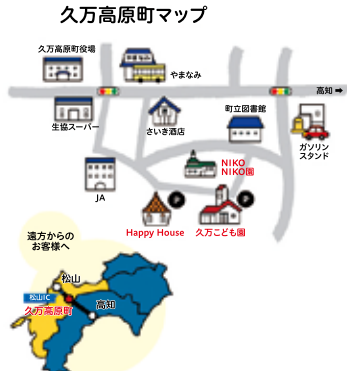 久万高原町マップ
久万高原町役場
やまなみ
高知 ➡
生協スーパー
さいき酒店
町立図書館
ガソリン
スタンド
NIKO
NIKO園
JA
P
P
Happy House
久万こども園
遠方からの
お客様へ
松山
松山IC
久万高原町
高知